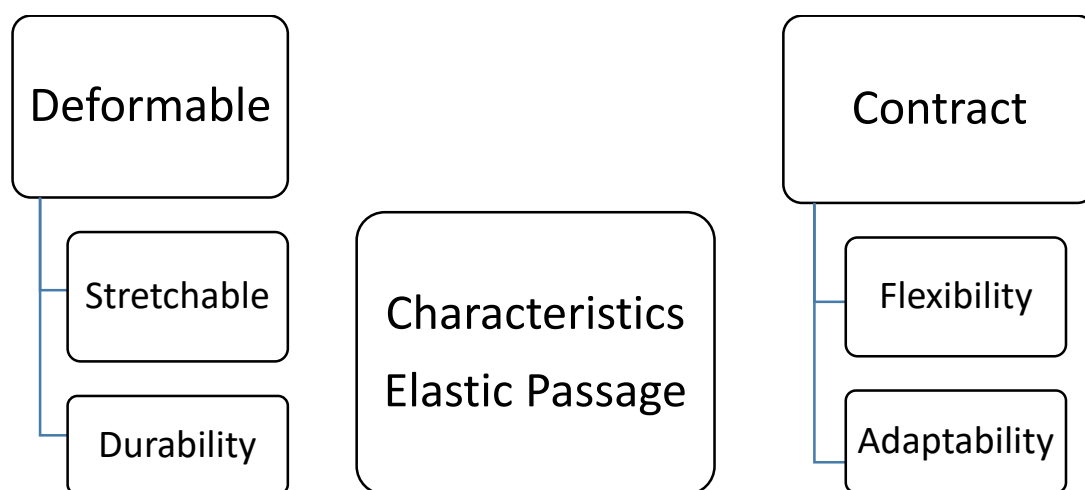 Deformable
Stretchable
Durability
Characteristics
Elastic Passage
Contract
Flexibility
Adaptability